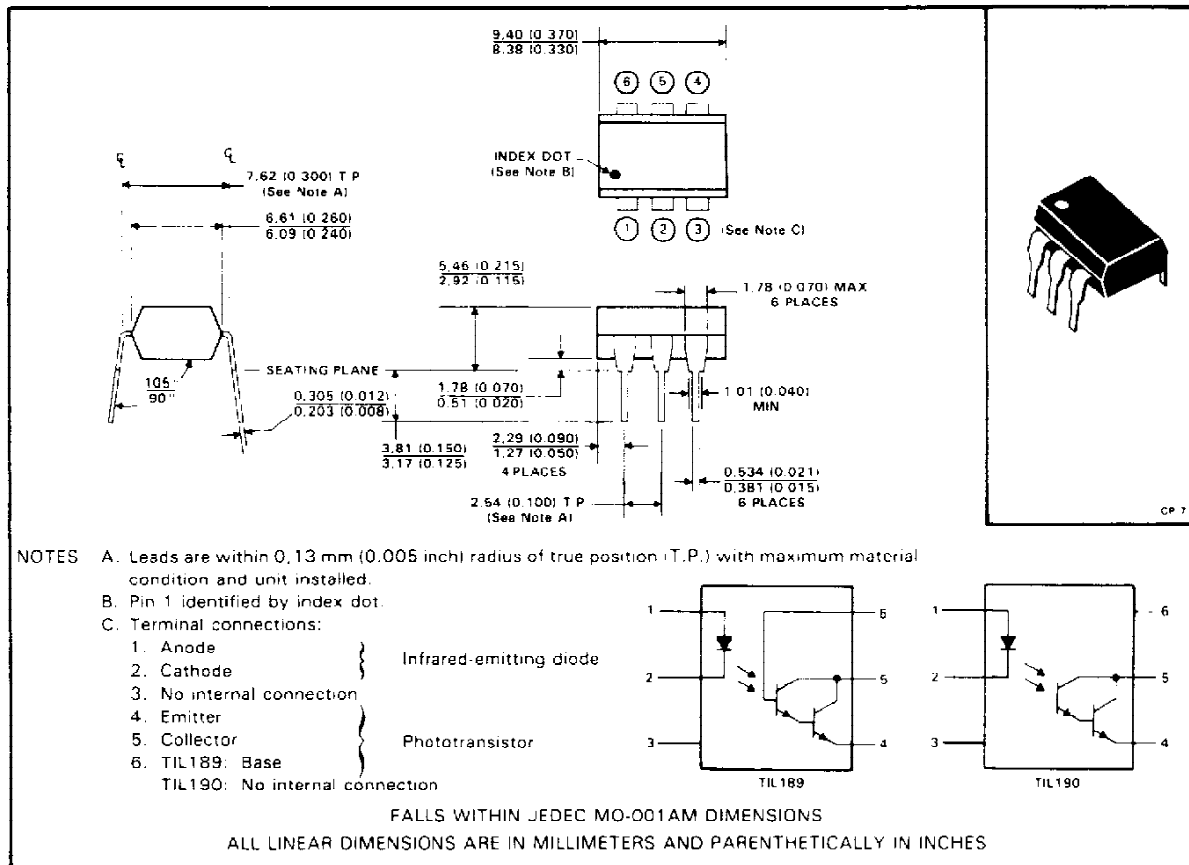 9,40 (0.370)
8.38 (0.330)
6 5 4
INDEX DOT
(See Note B)
1 2 3 (See Note C)
7,62 (0.300) T P
(See Note A)
6.61 (0.260)
6.09 (0.240)
5,46 (0.215)
2,92 (0.115)
1,78 (0.070) MAX
6 PLACES
SEATING PLANE
105
90°
0.305 (0.012)
0.203 (0.008)
1.78 (0.070)
0.51 (0.020)
1.01 (0.040)
MIN
3.81 (0.150)
3.17 (0.125)
2,29 (0.090)
1,27 (0.050)
4 PLACES
0.534 (0.021)
0.381 (0.015)
6 PLACES
2.54 (0.100) T P
(See Note A)
CP 7
NOTES A. Leads are within 0,13 mm (0.005 inch) radius of true position (T.P.) with maximum material
condition and unit installed.
B. Pin 1 identified by index dot.
C. Terminal connections:
1. Anode
2. Cathode
Infrared-emitting diode
3. No internal connection
4. Emitter
5. Collector
Phototransistor
6. TIL189: Base
TIL190: No internal connection
1
2
3
5
4
TIL189
1
2
3
6
5
4
TIL190
FALLS WITHIN JEDEC MO-001AM DIMENSIONS
ALL LINEAR DIMENSIONS ARE IN MILLIMETERS AND PARENTHETICALLY IN INCHES